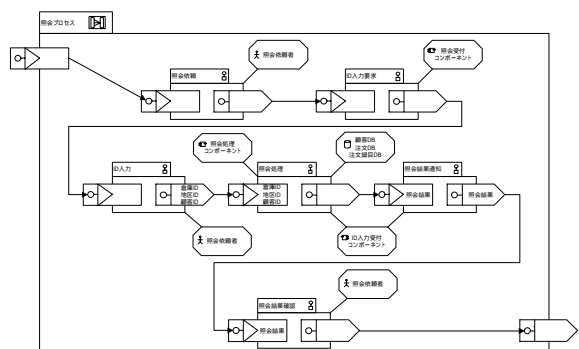 照会プロセス
照会依頼者
照会受付
コンポーネント
照会依頼
ID入力要求
照会処理
コンポーネント
顧客DB
注文DB
注文細目DB
ID入力
照会処理
照会結果通知
倉庫ID
地区ID
顧客ID
倉庫ID
地区ID
顧客ID
照会結果
照会結果
照会依頼者
ID入力受付
コンポーネント
照会依頼者
照会結果確認
照会結果